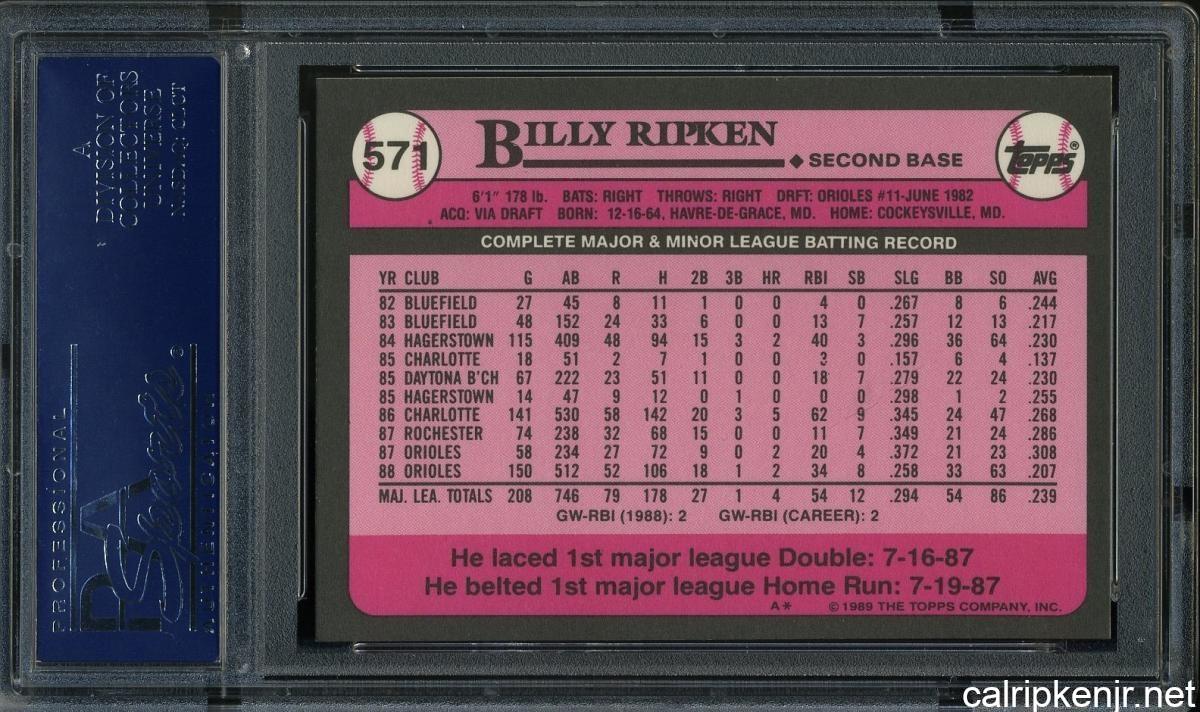 A
DIVISION OF
COLLECTORS
UNIVERSE
NASDAQ: CLCT
PROFESSIONAL
PSA
Sports
AUTHENTICATOR
571
BILLY RIPKEN
◆ SECOND BASE
TOPPS®
6'1" 178 lb. BATS: RIGHT THROWS: RIGHT DRFT: ORIOLES #11-JUNE 1982
ACQ: VIA DRAFT BORN: 12-16-64, HAVRE-DE-GRACE, MD. HOME: COCKEYSVILLE, MD.
COMPLETE MAJOR & MINOR LEAGUE BATTING RECORD
YR CLUB G AB R H 2B 3B HR RBI SB SLG BB SO AVG
82 BLUEFIELD 27 45 8 11 1 0 0 4 0 .267 8 6 .244
83 BLUEFIELD 48 152 24 33 6 0 0 13 7 .257 12 13 .217
84 HAGERSTOWN 115 409 48 94 15 3 2 40 3 .296 36 64 .230
85 CHARLOTTE 18 51 2 7 1 0 0 3 0 .157 6 4 .137
85 DAYTONA B'CH 67 222 23 51 11 0 0 18 7 .279 22 24 .230
85 HAGERSTOWN 14 47 9 12 0 1 0 0 0 .298 1 2 .255
86 CHARLOTTE 141 530 58 142 20 3 5 62 9 .345 24 47 .268
87 ROCHESTER 74 238 32 68 15 0 0 11 7 .349 21 24 .286
87 ORIOLES 58 234 27 72 9 0 2 20 4 .372 21 23 .308
88 ORIOLES 150 512 52 106 18 1 2 34 8 .258 33 63 .207
MAJ. LEA. TOTALS 208 746 79 178 27 1 4 54 12 .294 54 86 .239
GW-RBI (1988): 2 GW-RBI (CAREER): 2
He laced 1st major league Double: 7-16-87
He belted 1st major league Home Run: 7-19-87
A* © 1989 THE TOPPS COMPANY, INC.
calripkenjr.net